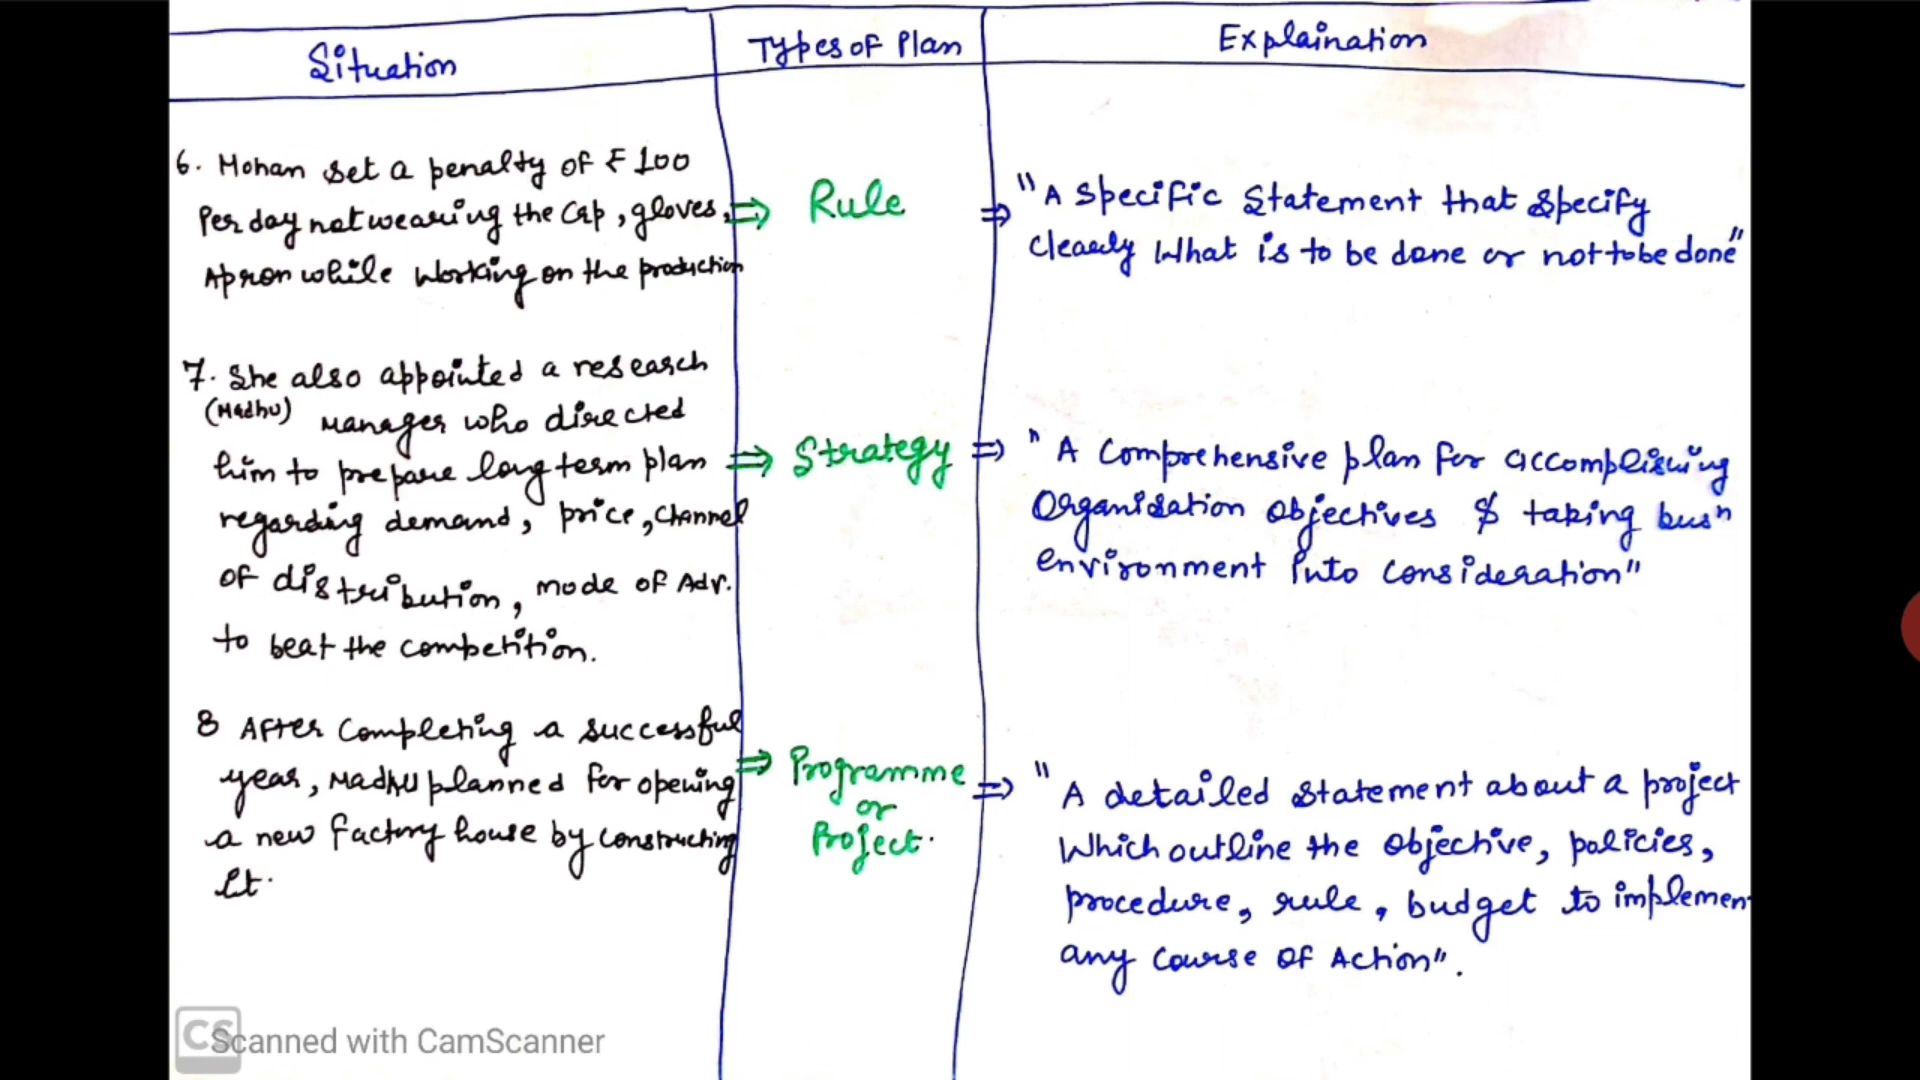 Situation
Types of Plan
Explaination
6. Mohan set a penalty of ₹ 100
Per day not wearing the Cap, gloves,
Apron while working on the production
⇒ Rule
⇒ "A Specific Statement that specify
clearly What is to be done or not to be done"
7. She also appointed a research
(Madhu) manager who directed
him to prepare long term plan
regarding demand, price, channel
of distribution, mode of Adv.
to beat the competition.
⇒ Strategy
⇒ "A Comprehensive plan for accomplishing
Organisation objectives & taking busn
environment into consideration"
8 After Completing a successful
year, Madhu planned for opening
a new factory house by constructing
it.
⇒ Programme
or
Project.
⇒ "A detailed statement about a project
Which outline the objective, policies,
procedure, rule, budget to implemen
any course of Action".
CS
Scanned with CamScanner